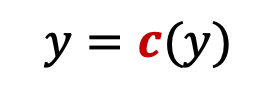 y = c(y)